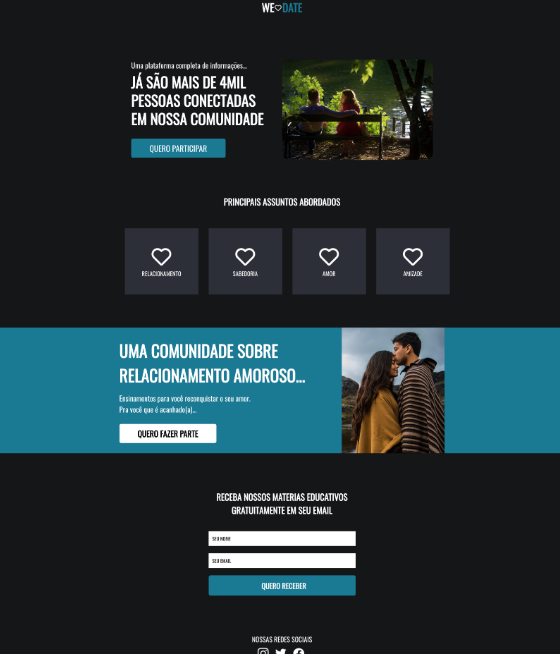 WE DATE
Uma plataforma completa de informações...
JÁ SÃO MAIS DE 4MIL
PESSOAS CONECTADAS
EM NOSSA COMUNIDADE
QUERO PARTICIPAR
PRINCIPAIS ASSUNTOS ABORDADOS
RELACIONAMENTO
SABEDORIA
AMOR
AMIZADE
UMA COMUNIDADE SOBRE
RELACIONAMENTO AMOROSO...
Ensinamentos para você reconquistar o seu amor.
Pra você que é acanhado(a)...
QUERO FAZER PARTE
RECEBA NOSSOS MATERIAS EDUCATIVOS
GRATUITAMENTE EM SEU EMAIL
SEU NOME
SEU EMAIL
QUERO RECEBER
NOSSAS REDES SOCIAIS